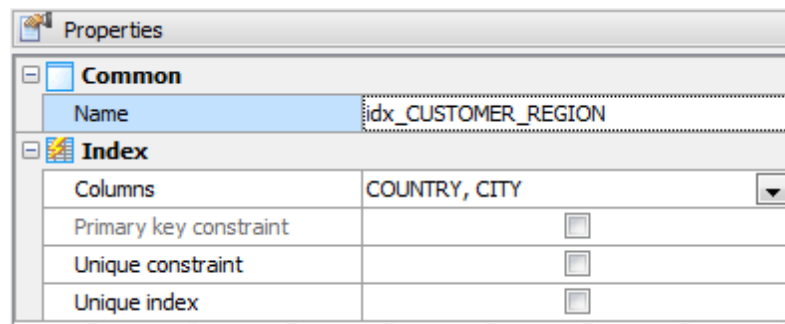 Properties
Common
Name idx_CUSTOMER_REGION
Index
Columns COUNTRY, CITY
Primary key constraint
Unique constraint
Unique index